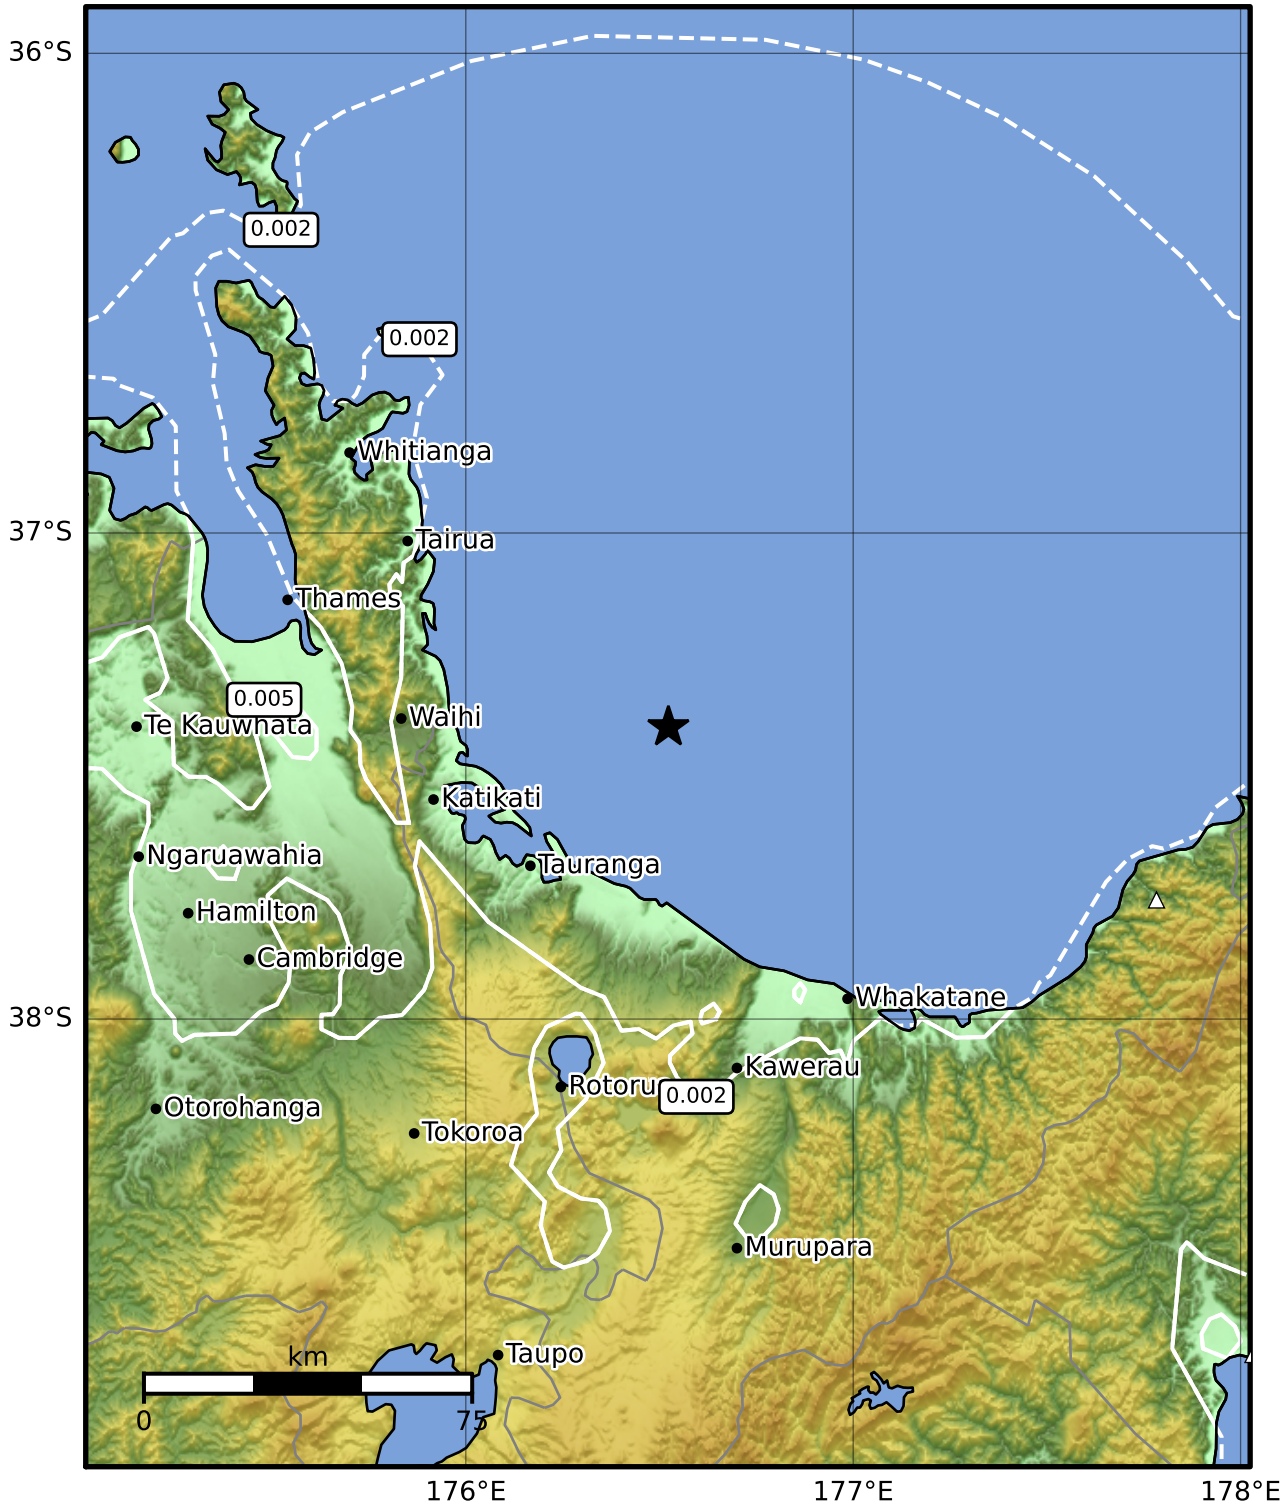 36°S
0.002
0.002
Whitianga
37°S
Tairua
Thames
0.005
Te Kauwhata
Waihi
Katikati
Ngaruawahia
Tauranga
Hamilton
Cambridge
Whakatane
38°S
Kawerau
Rotoru
0.002
Otorohanga
Tokoroa
Murupara
Taupo
km
0
75
176°E
177°E
178°E